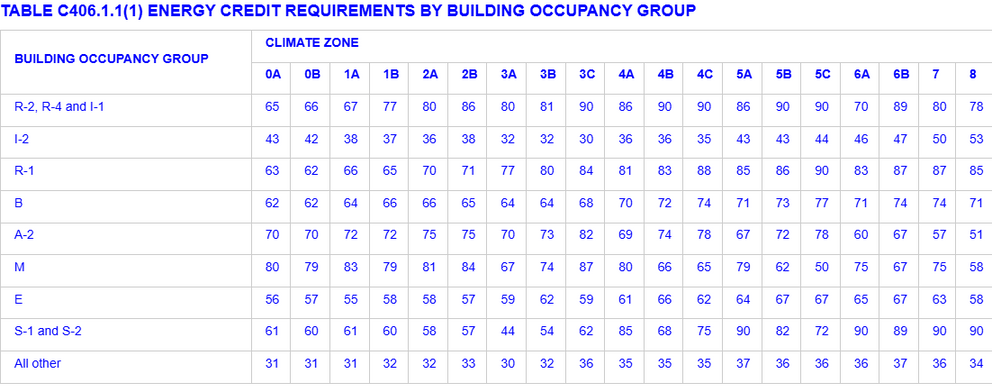 TABLE C406.1.1(1) ENERGY CREDIT REQUIREMENTS BY BUILDING OCCUPANCY GROUP
BUILDING OCCUPANCY GROUP
CLIMATE ZONE
0A 0B 1A 1B 2A 2B 3A 3B 3C 4A 4B 4C 5A 5B 5C 6A 6B 7 8
R-2, R-4 and I-1 65 66 67 77 80 86 80 81 90 86 90 90 86 90 90 70 89 80 78
I-2 43 42 38 37 36 38 32 32 30 36 36 35 43 43 44 46 47 50 53
R-1 63 62 66 65 70 71 77 80 84 81 83 88 85 86 90 83 87 87 85
B 62 62 64 66 66 65 64 64 68 70 72 74 71 73 77 71 74 74 71
A-2 70 70 72 72 75 75 70 73 82 69 74 78 67 72 78 60 67 57 51
M 80 79 83 79 81 84 67 74 87 80 66 65 79 62 50 75 67 75 58
E 56 57 55 58 58 57 59 62 59 61 66 62 64 67 67 65 67 63 58
S-1 and S-2 61 60 61 60 58 57 44 54 62 85 68 75 90 82 72 90 89 90 90
All other 31 31 31 32 32 33 30 32 36 35 35 35 37 36 36 36 37 36 34